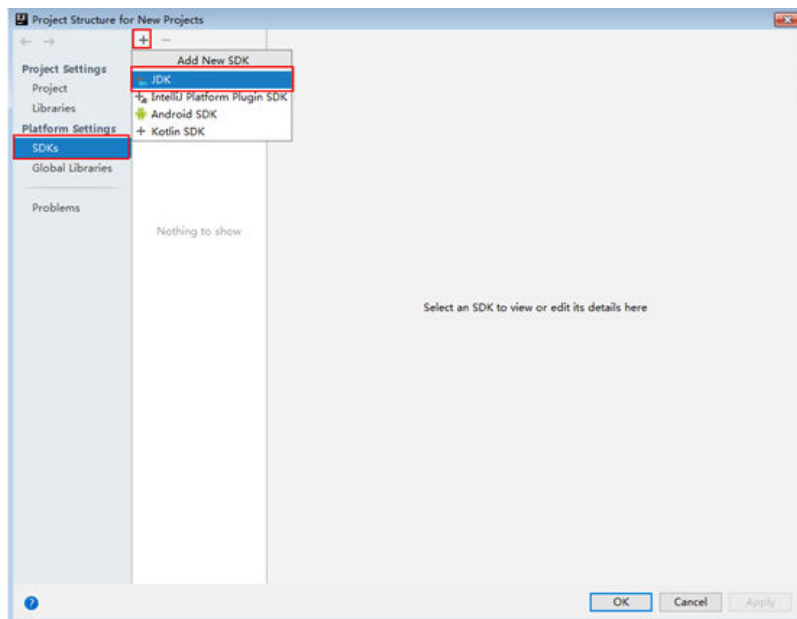 Project Structure for New Projects
Add New SDK
JDK
IntelliJ Platform Plugin SDK
Android SDK
Kotlin SDK
Project Settings
Project
Libraries
Platform Settings
SDKs
Global Libraries
Problems
Nothing to show
Select an SDK to view or edit its details here
OK Cancel Apply